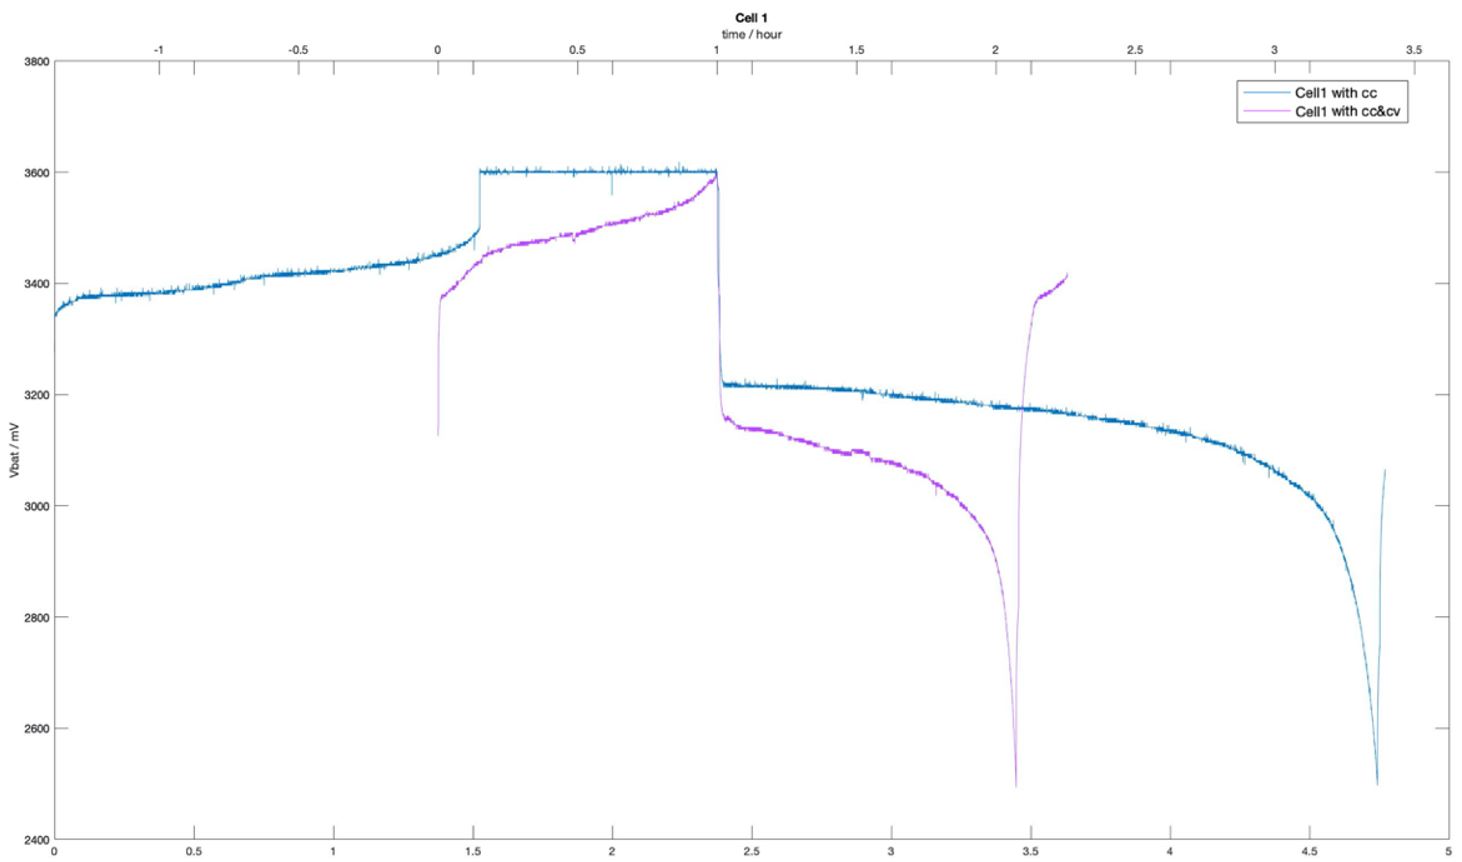 Cell 1
time / hour
-1 -0.5 0 0.5 1 1.5 2 2.5 3 3.5
3800
Cell1 with cc
Cell1 with cc&cv
3600
3400
3200
Vbat / mV
3000
2800
2600
2400
0 0.5 1 1.5 2 2.5 3 3.5 4 4.5 5